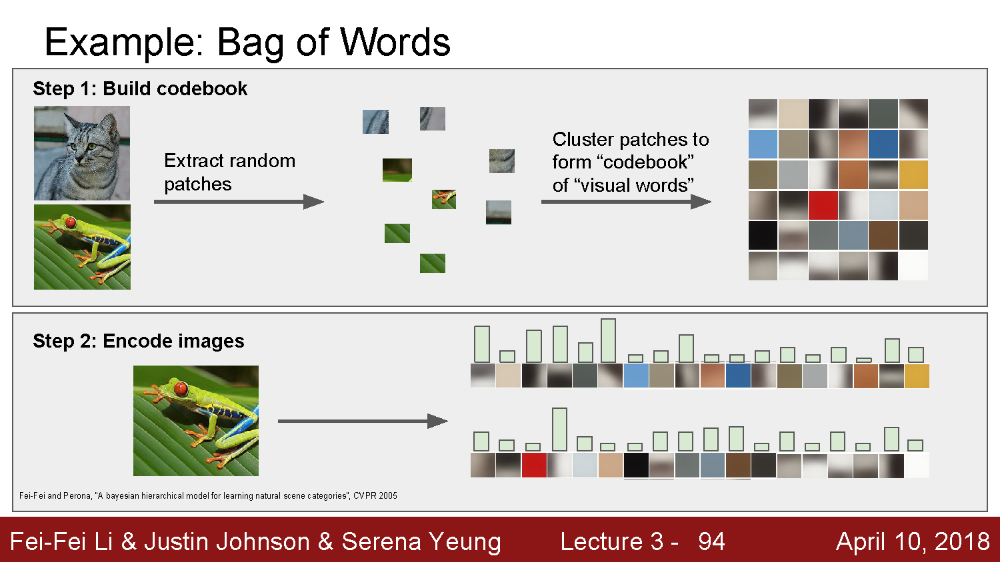 Example: Bag of Words
Step 1: Build codebook
Extract random
patches
Cluster patches to
form “codebook”
of “visual words”
Step 2: Encode images
Fei-Fei and Perona, “A bayesian hierarchical model for learning natural scene categories”, CVPR 2005
Fei-Fei Li & Justin Johnson & Serena Yeung Lecture 3 - 94 April 10, 2018